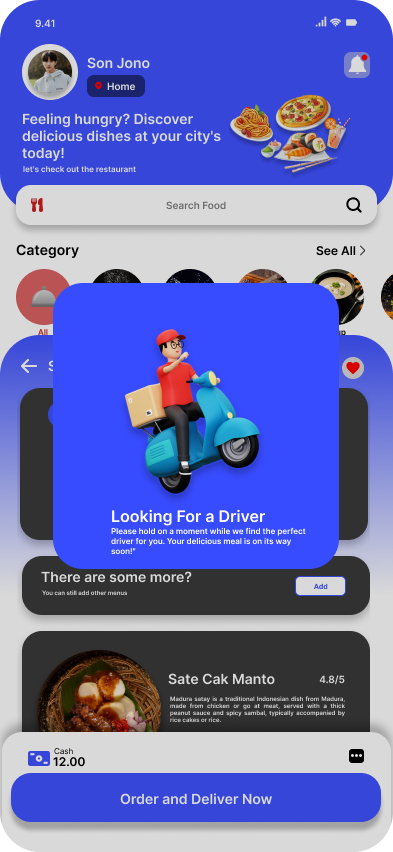 9.41
Son Jono
Home
Feeling hungry? Discover
delicious dishes at your city's
today!
let's check out the restaurant
Search Food
Category
See All
All
Looking For a Driver
Please hold on a moment while we find the perfect
driver for you. Your delicious meal is on its way
soon!"
There are some more?
You can still add other menus
Add
Sate Cak Manto
4.8/5
Madura satay is a traditional Indonesian dish from Madura,
made from chicken or go at meat, served with a thick
peanut sauce and spicy sambal, typically accompanied by
rice cakes or rice.
Cash
12.00
Order and Deliver Now